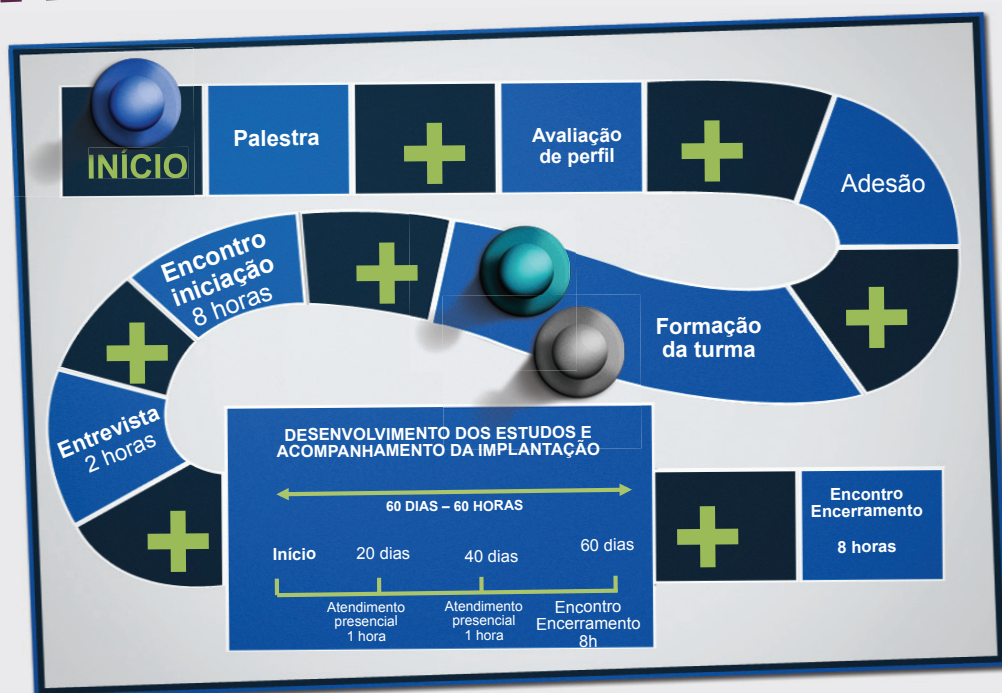 INÍCIO
Palestra
Avaliação
de perfil
Adesão
Formação
da turma
Encontro
iniciação
8 horas
Entrevista
2 horas
DESENVOLVIMENTO DOS ESTUDOS E
ACOMPANHAMENTO DA IMPLANTAÇÃO
60 DIAS – 60 HORAS
Início
20 dias
40 dias
60 dias
Atendimento
presencial
1 hora
Atendimento
presencial
1 hora
Encontro
Encerramento
8h
Encontro
Encerramento
8 horas